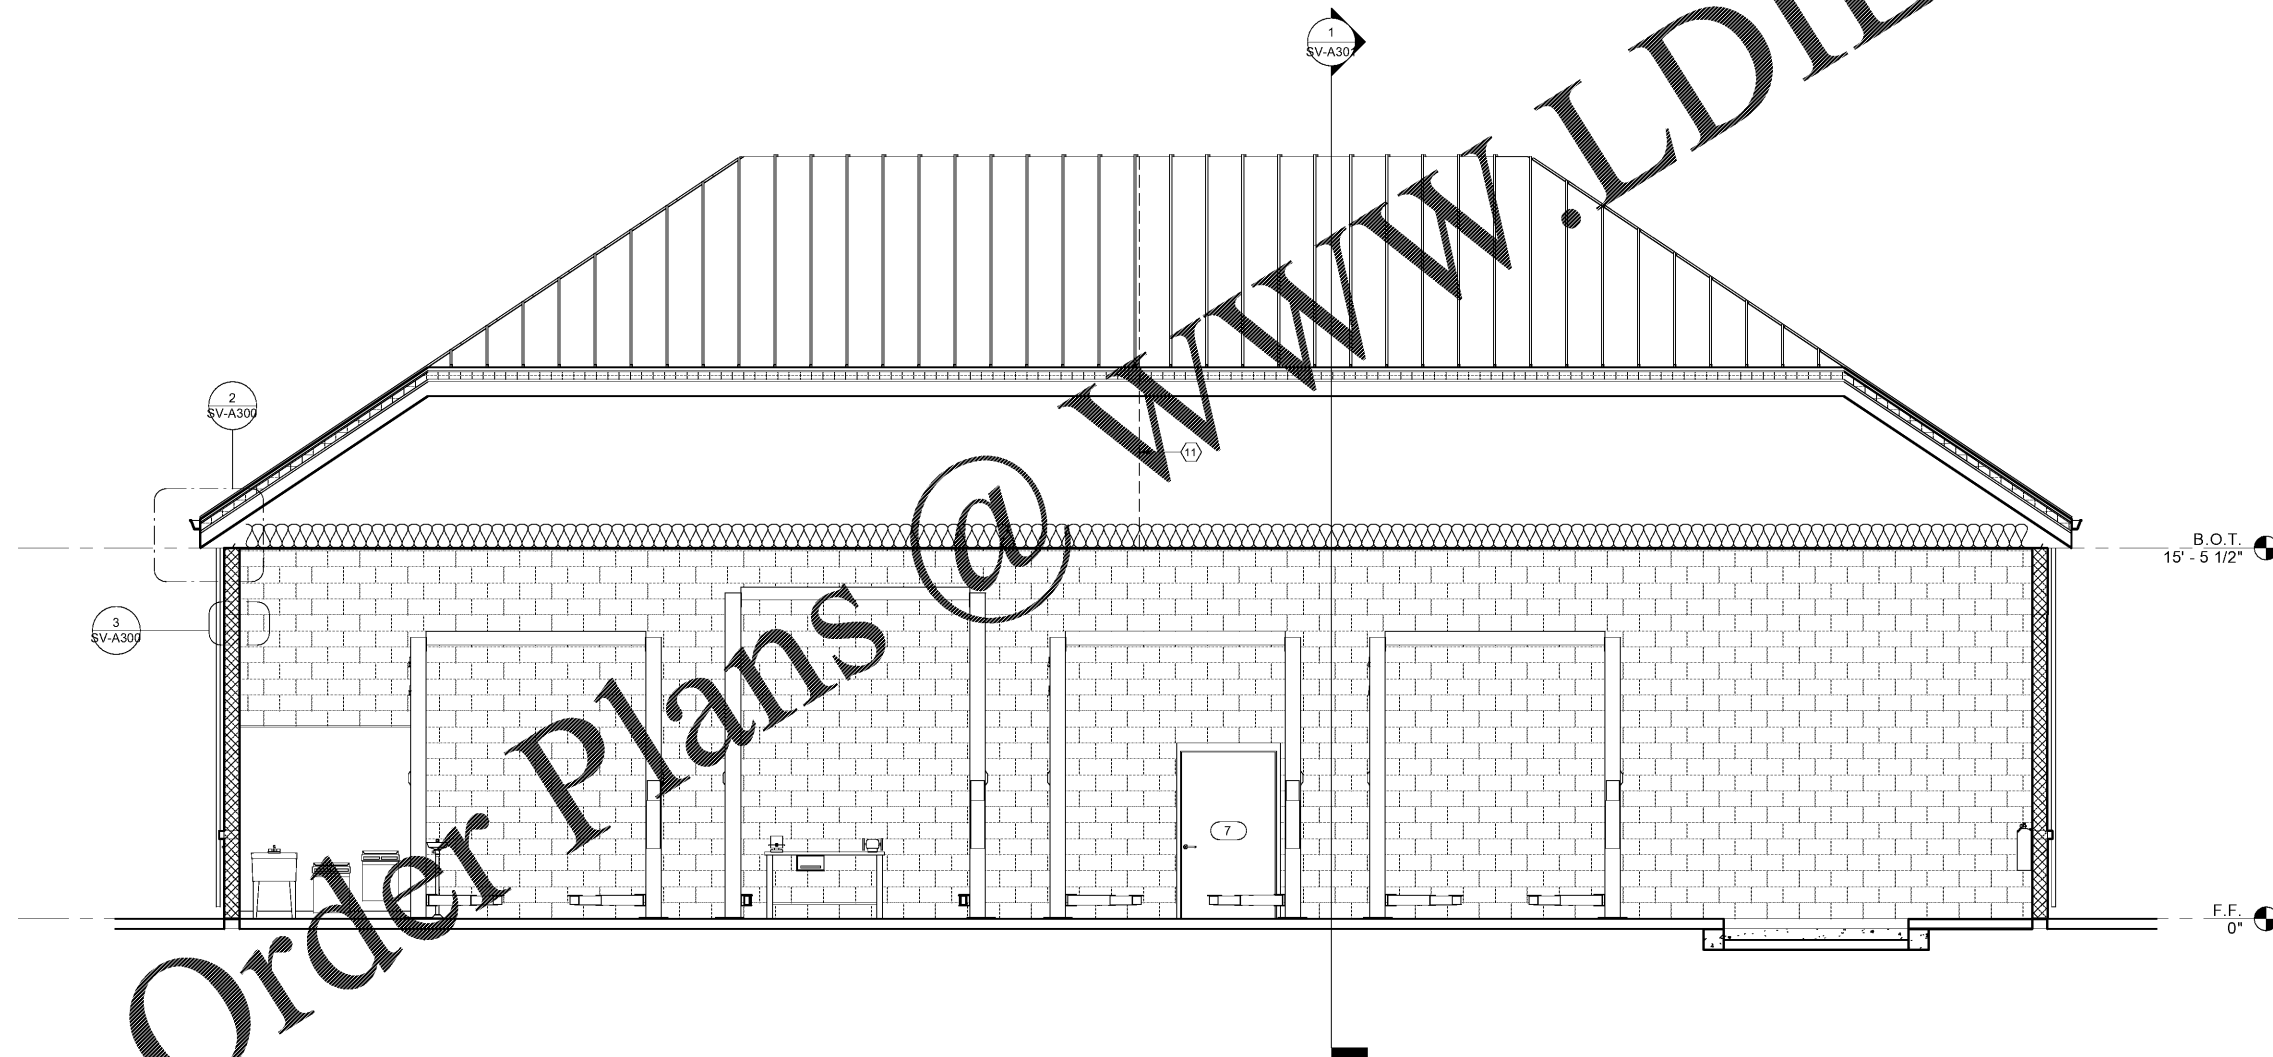 1
SV-A301
2
SV-A300
11
B.O.T.
15' - 5 1/2"
3
SV-A300
7
F.F.
0"
Order Plans @ www.LDI